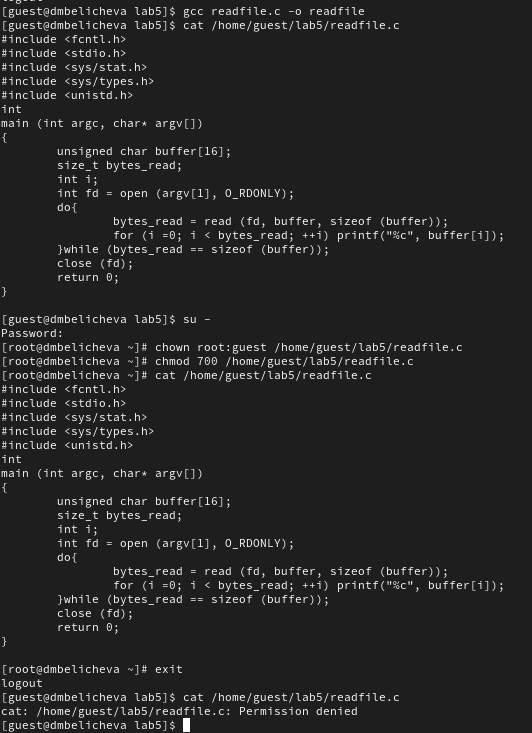 logout
[guest@dmbelicheva lab5]$ gcc readfile.c -o readfile
[guest@dmbelicheva lab5]$ cat /home/guest/lab5/readfile.c
#include <fcntl.h>
#include <stdio.h>
#include <sys/stat.h>
#include <sys/types.h>
#include <unistd.h>
int
main (int argc, char* argv[])
{
        unsigned char buffer[16];
        size_t bytes_read;
        int i;
        int fd = open (argv[1], O_RDONLY);
        do{
                bytes_read = read (fd, buffer, sizeof (buffer));
                for (i =0; i < bytes_read; ++i) printf("%c", buffer[i]);
        }while (bytes_read == sizeof (buffer));
        close (fd);
        return 0;
}

[guest@dmbelicheva lab5]$ su -
Password:
[root@dmbelicheva ~]# chown root:guest /home/guest/lab5/readfile.c
[root@dmbelicheva ~]# chmod 700 /home/guest/lab5/readfile.c
[root@dmbelicheva ~]# cat /home/guest/lab5/readfile.c
#include <fcntl.h>
#include <stdio.h>
#include <sys/stat.h>
#include <sys/types.h>
#include <unistd.h>
int
main (int argc, char* argv[])
{
        unsigned char buffer[16];
        size_t bytes_read;
        int i;
        int fd = open (argv[1], O_RDONLY);
        do{
                bytes_read = read (fd, buffer, sizeof (buffer));
                for (i =0; i < bytes_read; ++i) printf("%c", buffer[i]);
        }while (bytes_read == sizeof (buffer));
        close (fd);
        return 0;
}

[root@dmbelicheva ~]# exit
logout
[guest@dmbelicheva lab5]$ cat /home/guest/lab5/readfile.c
cat: /home/guest/lab5/readfile.c: Permission denied
[guest@dmbelicheva lab5]$